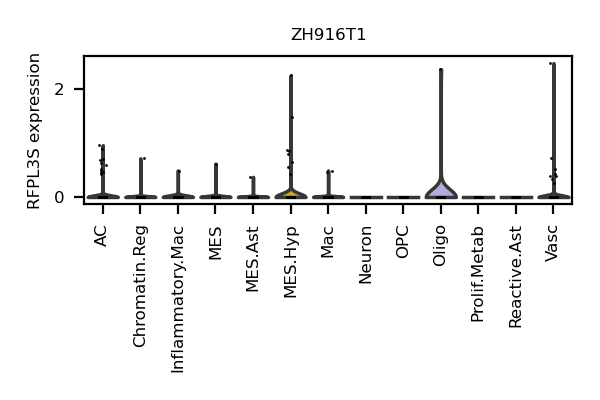 ZH916T1
RFPL3S expression
2
0
AC
Chromatin.Reg
Inflammatory.Mac
MES
MES.Ast
MES.Hyp
Mac
Neuron
OPC
Oligo
Prolif.Metab
Reactive.Ast
Vasc